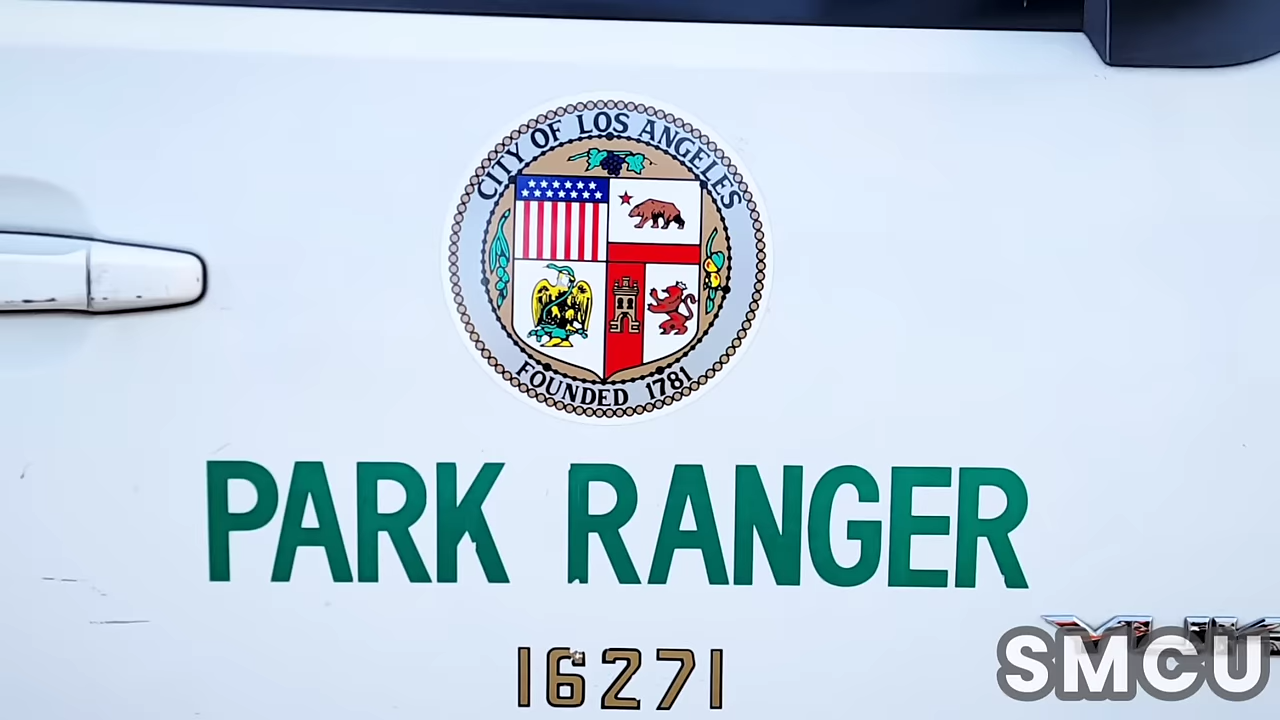 CITY OF LOS ANGELES
FOUNDED 1781
PARK RANGER
16271
SMCU